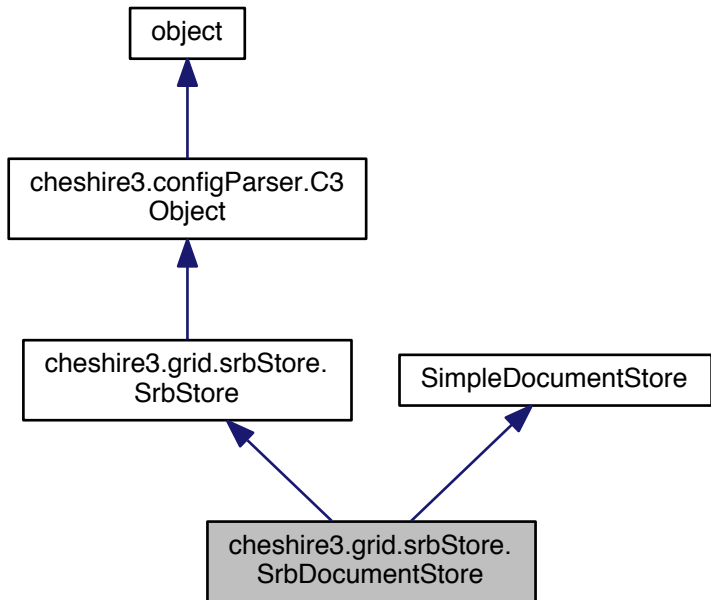 object
cheshire3.configParser.C3
Object
cheshire3.grid.srbStore.
SrbStore
SimpleDocumentStore
cheshire3.grid.srbStore.
SrbDocumentStore